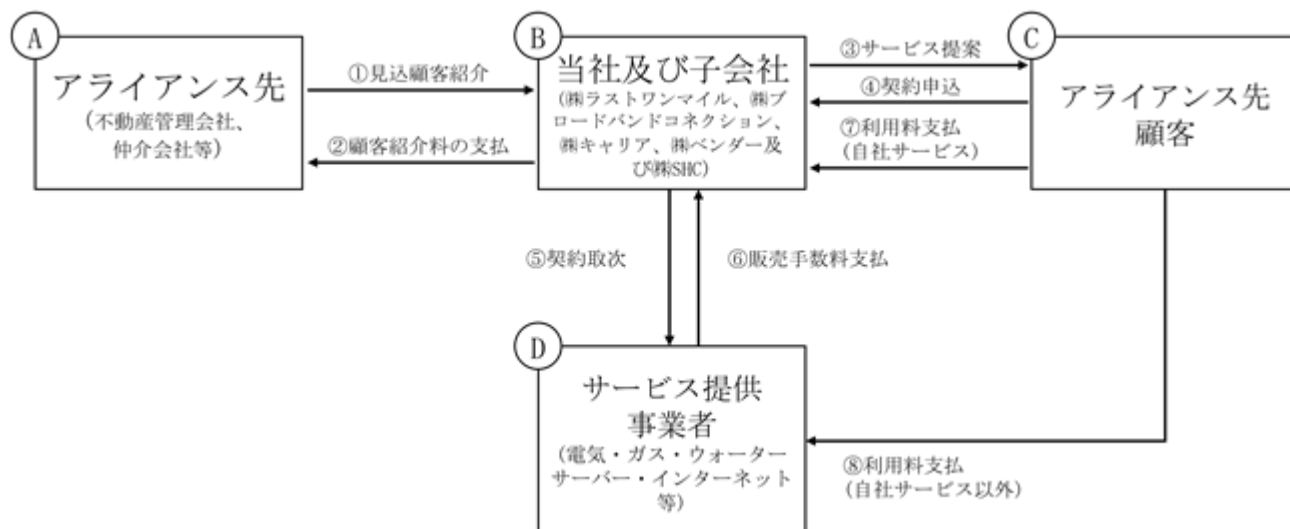 A
アライアンス先
(不動産管理会社、
仲介会社等)
①見込顧客紹介
②顧客紹介料の支払
B
当社及び子会社
(㈱ラストワンマイル、㈱ブ
ロードバンドコネクション、
㈱キャリア、㈱ベンダー及
び㈱SHC)
③サービス提案
④契約申込
⑦利用料支払
(自社サービス)
C
アライアンス先
顧客
⑤契約取次
⑥販売手数料支払
D
サービス提供
事業者
(電気・ガス・ウォーター
サーバー・インターネット
等)
⑧利用料支払
(自社サービス以外)